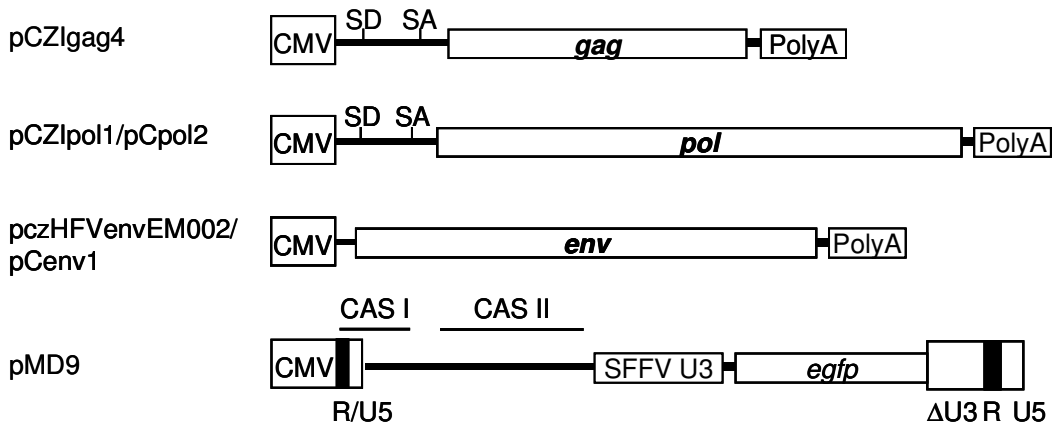 pCZIgag4 CMV SD SA gag PolyA
pCZIpol1/pCpol2 CMV SD SA pol PolyA
pczHFVenvEM002/
pCenv1 CMV env PolyA
CAS I CAS II
pMD9 CMV SFFV U3 egfp
R/U5 ΔU3 R U5